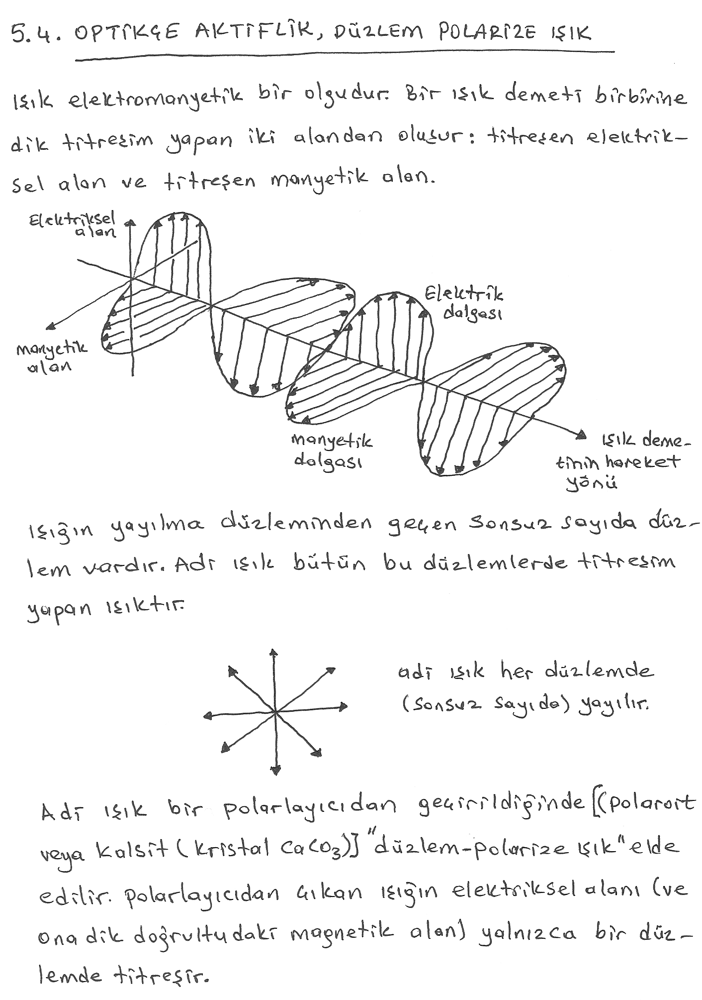 5.4. OPTİKÇE AKTİFLİK, DÜZLEM POLARİZE IŞIK
Işık elektromanyetik bir olgudur. Bir ışık demeti birbirine
dik titreşim yapan iki alandan oluşur: titreşen elektrik-
sel alan ve titreşen manyetik alan.
Elektriksel
alan
Elektrik
dalgası
manyetik
alan
manyetik
dalgası
ışık deme-
tinin hareket
yönü
Işığın yayılma düzleminden geçen sonsuz sayıda düz-
lem vardır. Adi ışık bütün bu düzlemlerde titreşim
yapan ışıktır.
adi ışık her düzlemde
(sonsuz sayıda) yayılır.
Adi ışık bir polarlayıcıdan geçirildiğinde [(polaroit
veya kalsit (kristal CaCO3)] "düzlem-polarize ışık" elde
edilir. polarlayıcıdan çıkan ışığın elektriksel alanı (ve
ona dik doğrultudaki magnetik alan) yalnızca bir düz-
lemde titreşir.